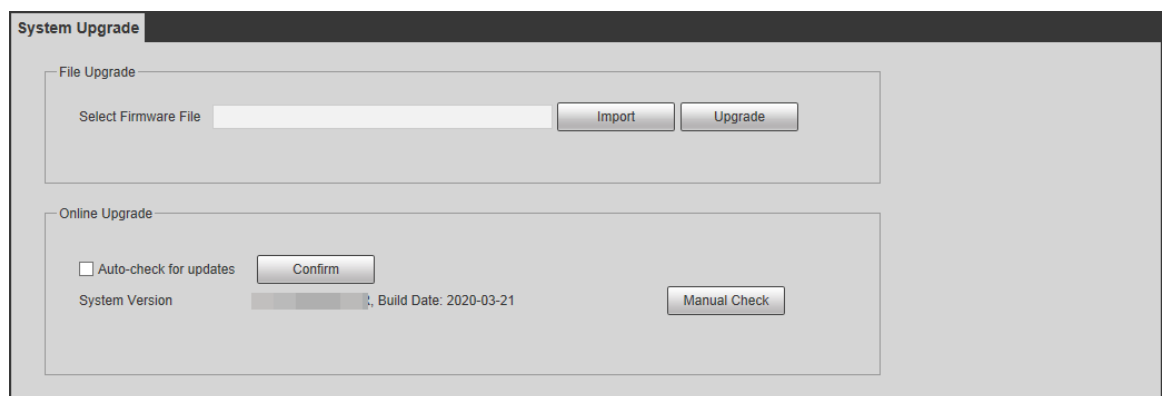 System Upgrade
File Upgrade
Select Firmware File Import Upgrade
Online Upgrade
Auto-check for updates Confirm
System Version , Build Date: 2020-03-21 Manual Check